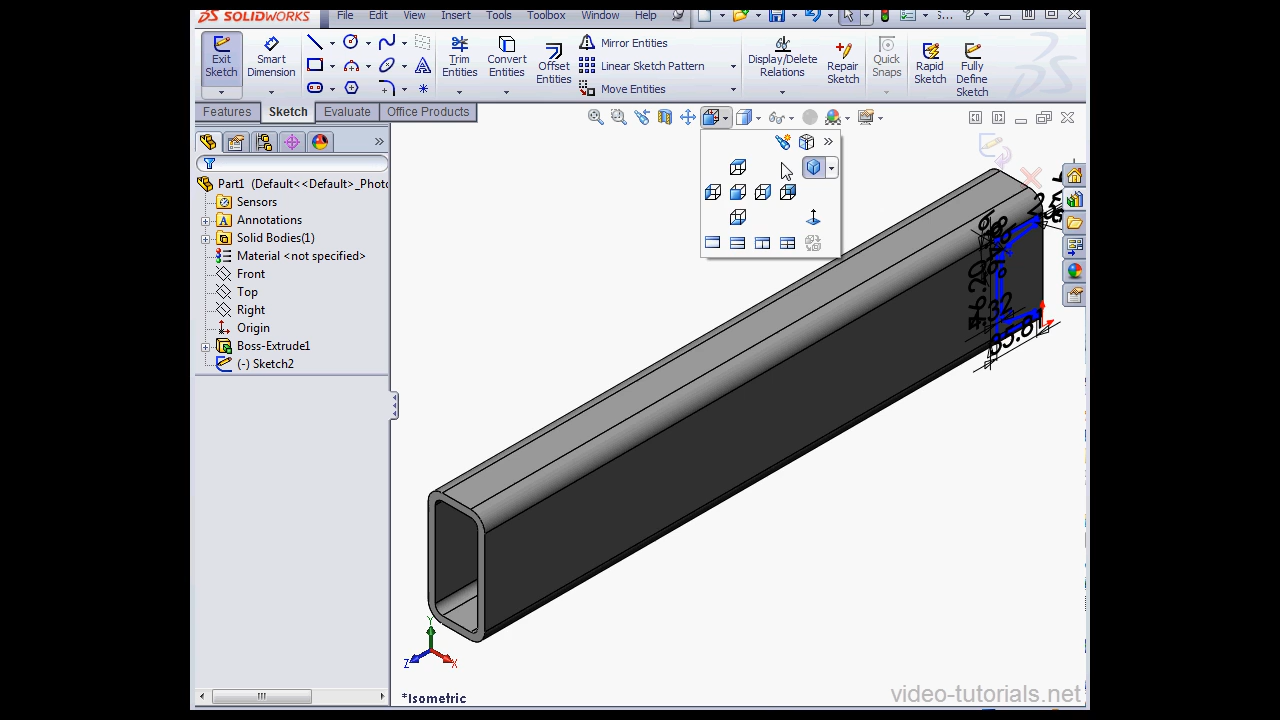 SOLIDWORKS File Edit View Insert Tools Toolbox Window Help S...
Exit Sketch
Smart Dimension
Trim Entities
Convert Entities
Offset Entities
Mirror Entities
Linear Sketch Pattern
Move Entities
Display/Delete Relations
Repair Sketch
Quick Snaps
Rapid Sketch
Fully Define Sketch
Features Sketch Evaluate Office Products
Part1 (Default<<Default>_Phot
Sensors
Annotations
Solid Bodies(1)
Material <not specified>
Front
Top
Right
Origin
Boss-Extrude1
(-) Sketch2
Y
Z
X
*Isometric
video-tutorials.net